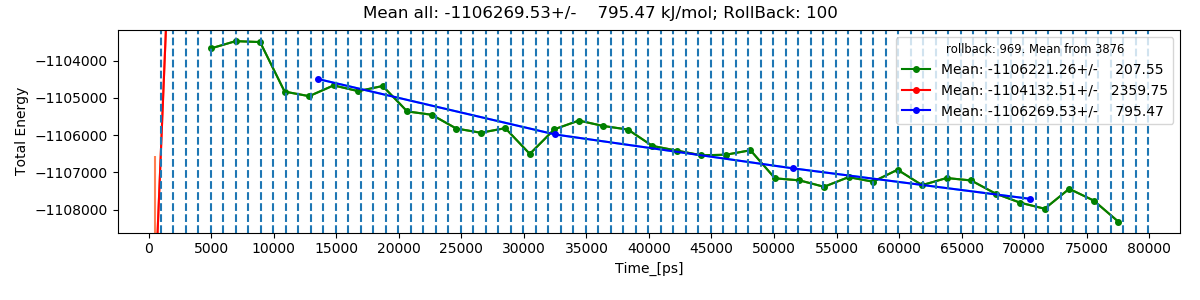 Mean all: -1106269.53+/-    795.47 kJ/mol; RollBack: 100
rollback: 969. Mean from 3876
Mean: -1106221.26+/-    207.55
Mean: -1104132.51+/-   2359.75
Mean: -1106269.53+/-    795.47
Total Energy
−1104000
−1105000
−1106000
−1107000
−1108000
0 5000 10000 15000 20000 25000 30000 35000 40000 45000 50000 55000 60000 65000 70000 75000 80000
Time_[ps]